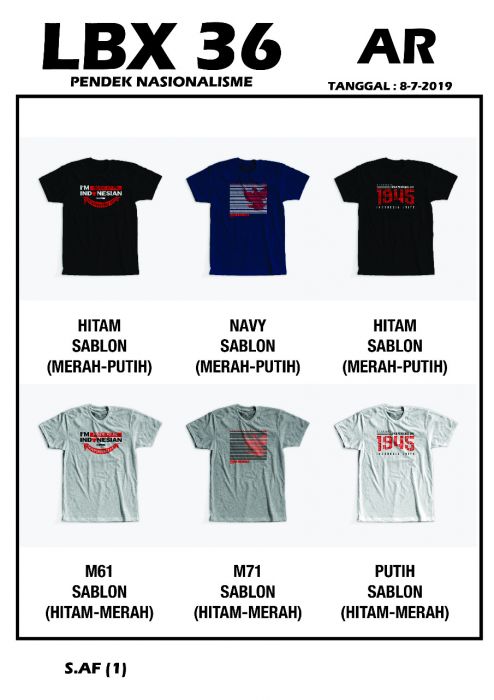 LBX 36
AR
PENDEK NASIONALISME
TANGGAL : 8-7-2019
I'M
INDONESIAN
1945
HITAM
SABLON
(MERAH-PUTIH)
NAVY
SABLON
(MERAH-PUTIH)
HITAM
SABLON
(MERAH-PUTIH)
I'M
INDONESIAN
1945
M61
SABLON
(HITAM-MERAH)
M71
SABLON
(HITAM-MERAH)
PUTIH
SABLON
(HITAM-MERAH)
S.AF (1)